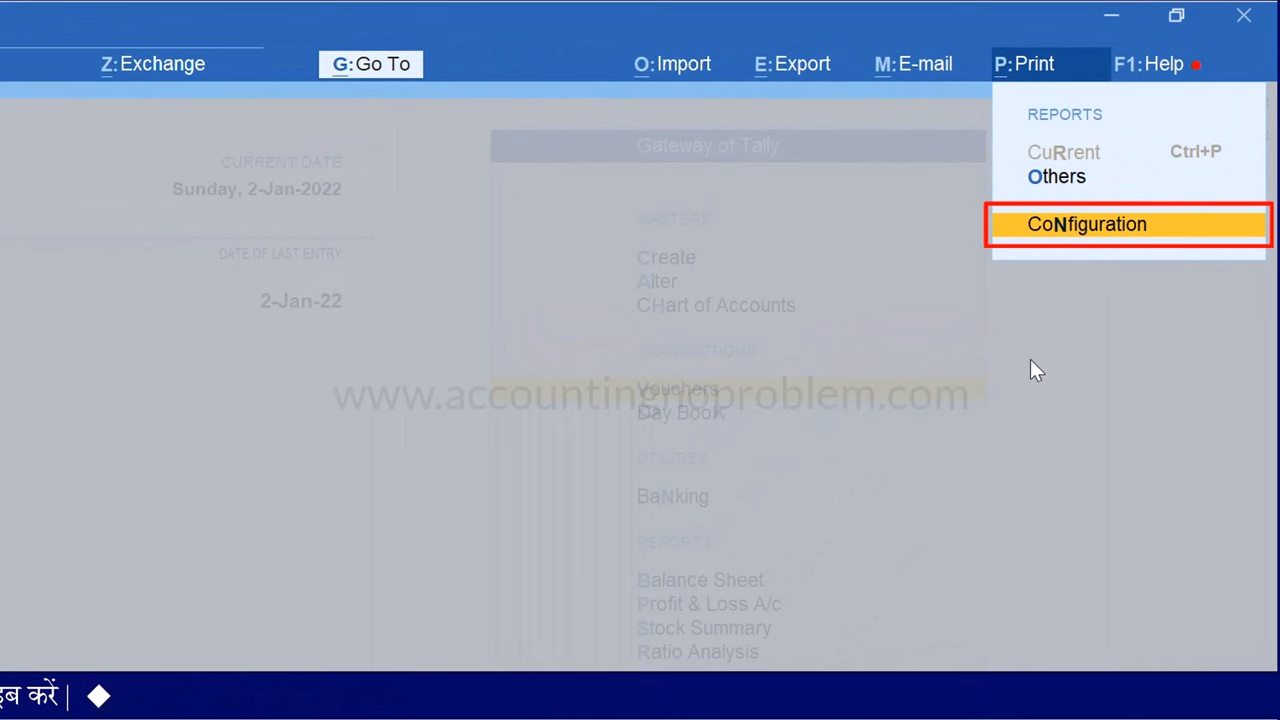 Z:Exchange G:Go To O:Import E:Export M:E-mail P:Print F1:Help
REPORTS
CuRrent Ctrl+P
Others
CoNfiguration
CURRENT DATE
Sunday, 2-Jan-2022
DATE OF LAST ENTRY
2-Jan-22
Gateway of Tally
MASTERS
Create
Alter
CHart of Accounts
TRANSACTIONS
Vouchers
www.accountingnoproblem.com
Day Book
UTILITIES
BaNking
REPORTS
Balance Sheet
Profit & Loss A/c
Stock Summary
Ratio Analysis
करें |